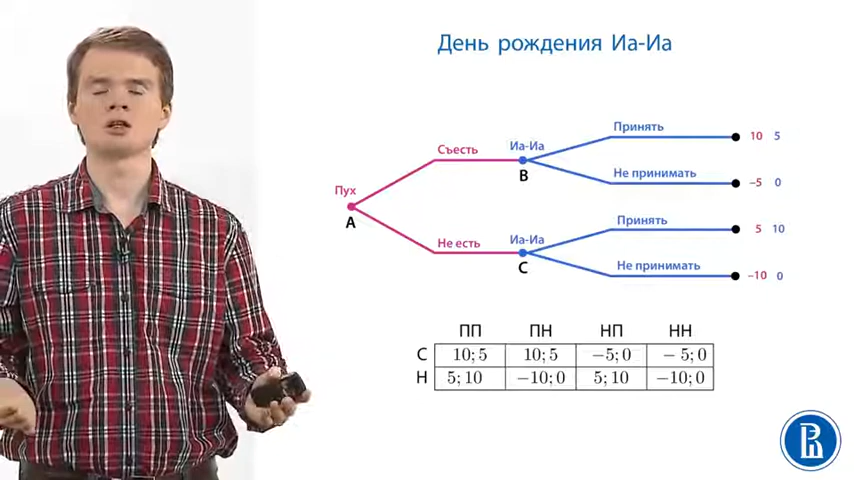 День рождения Иа-Иа
Принять
10 5
Съесть
Иа-Иа
B
Не принимать
–5 0
Пух
A
Принять
5 10
Не есть
Иа-Иа
C
Не принимать
–10 0
ПП ПН НП НН
С 10; 5 10; 5 −5; 0 − 5; 0
Н 5; 10 −10; 0 5; 10 −10; 0